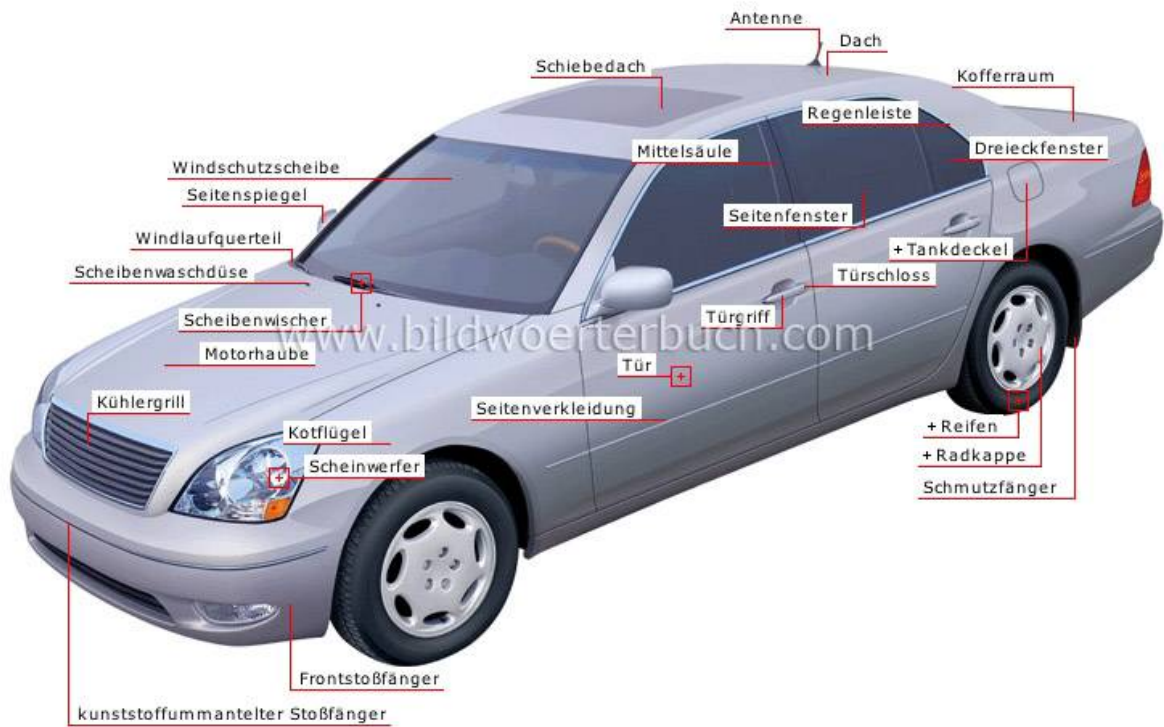 Antenne
Dach
Schiebedach
Kofferraum
Regenleiste
Mittelsäule
Dreieckfenster
Windschutzscheibe
Seitenspiegel
Seitenfenster
Windlaufquerteil
+Tankdeckel
Scheibenwaschdüse
Türschloss
Scheibenwischer
Türgriff
www.bildwoerterbuch.com
Motorhaube
Tür
Kühlergrill
Seitenverkleidung
Kotflügel
+Reifen
Scheinwerfer
+Radkappe
Schmutzfänger
Frontstoßfänger
kunststoffummantelter Stoßfänger